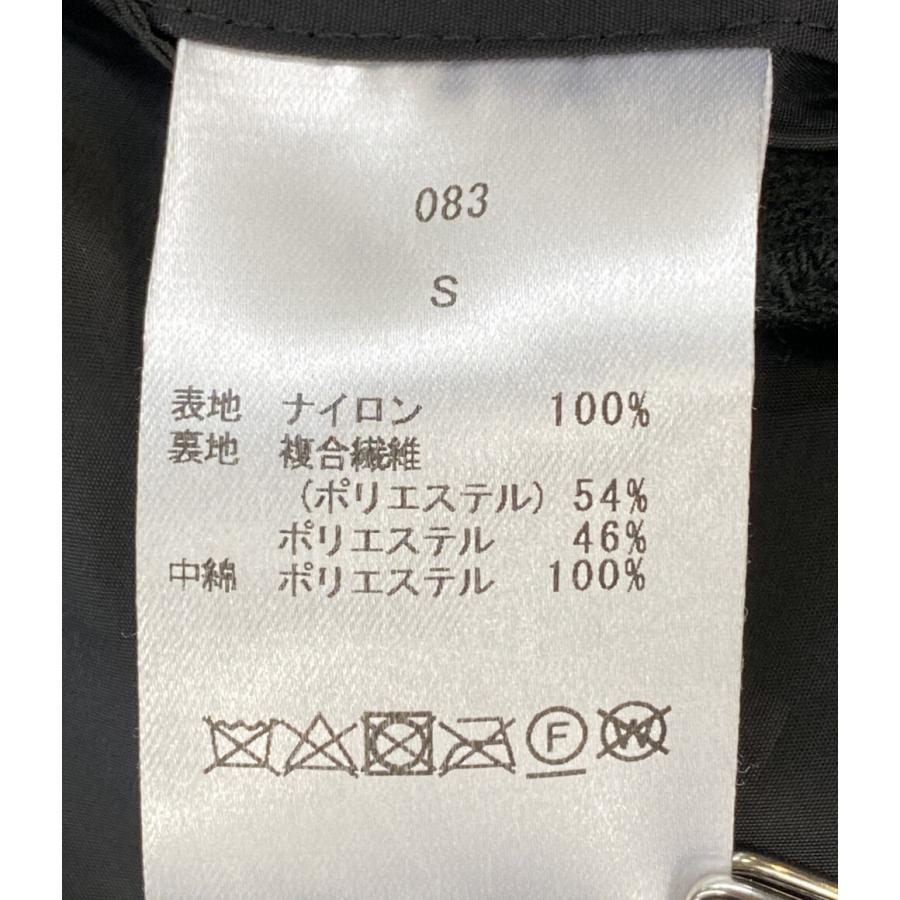 083
S
表地 ナイロン 100%
裏地 複合繊維
(ポリエステル) 54%
ポリエステル 46%
中綿 ポリエステル 100%
F W